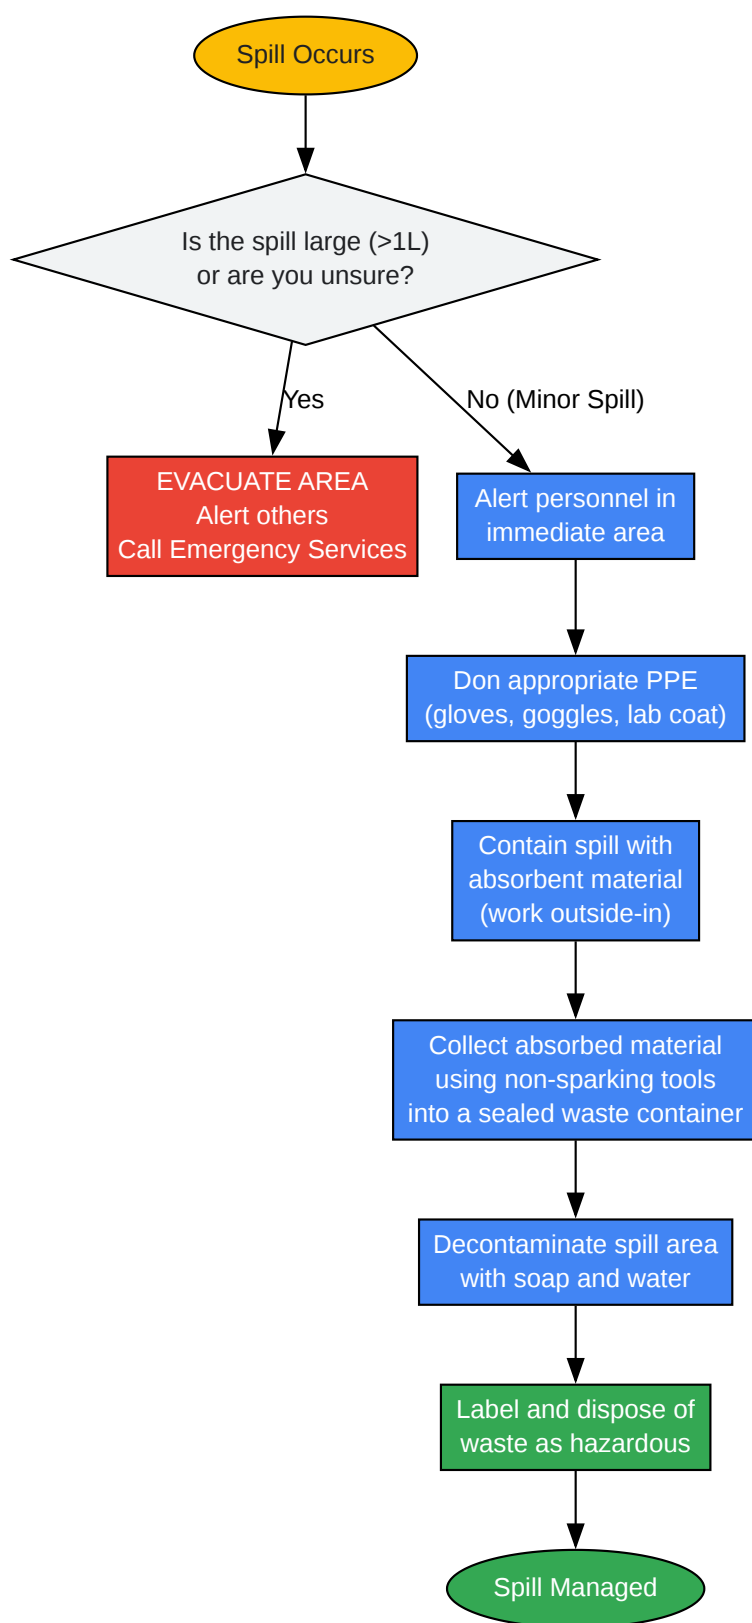 Spill Occurs
Is the spill large (>1L)
or are you unsure?
Yes
No (Minor Spill)
EVACUATE AREA
Alert others
Call Emergency Services
Alert personnel in
immediate area
Don appropriate PPE
(gloves, goggles, lab coat)
Contain spill with
absorbent material
(work outside-in)
Collect absorbed material
using non-sparking tools
into a sealed waste container
Decontaminate spill area
with soap and water
Label and dispose of
waste as hazardous
Spill Managed